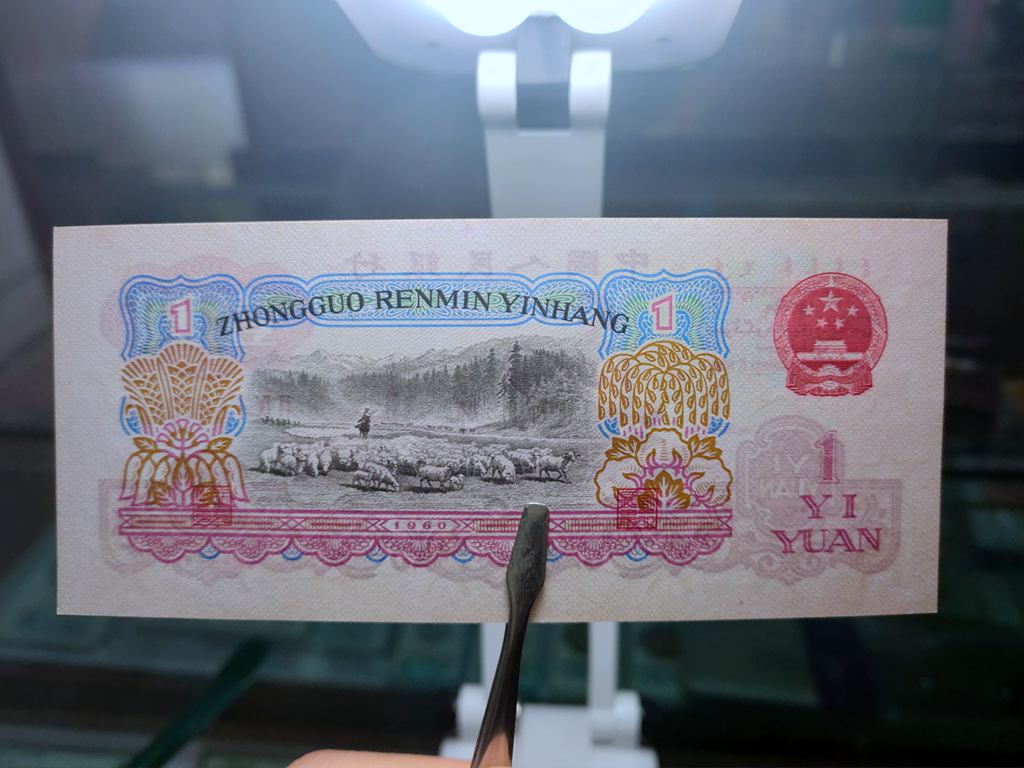 1 ZHONGGUO RENMIN YINHANG 1
1960
1
YI
YUAN